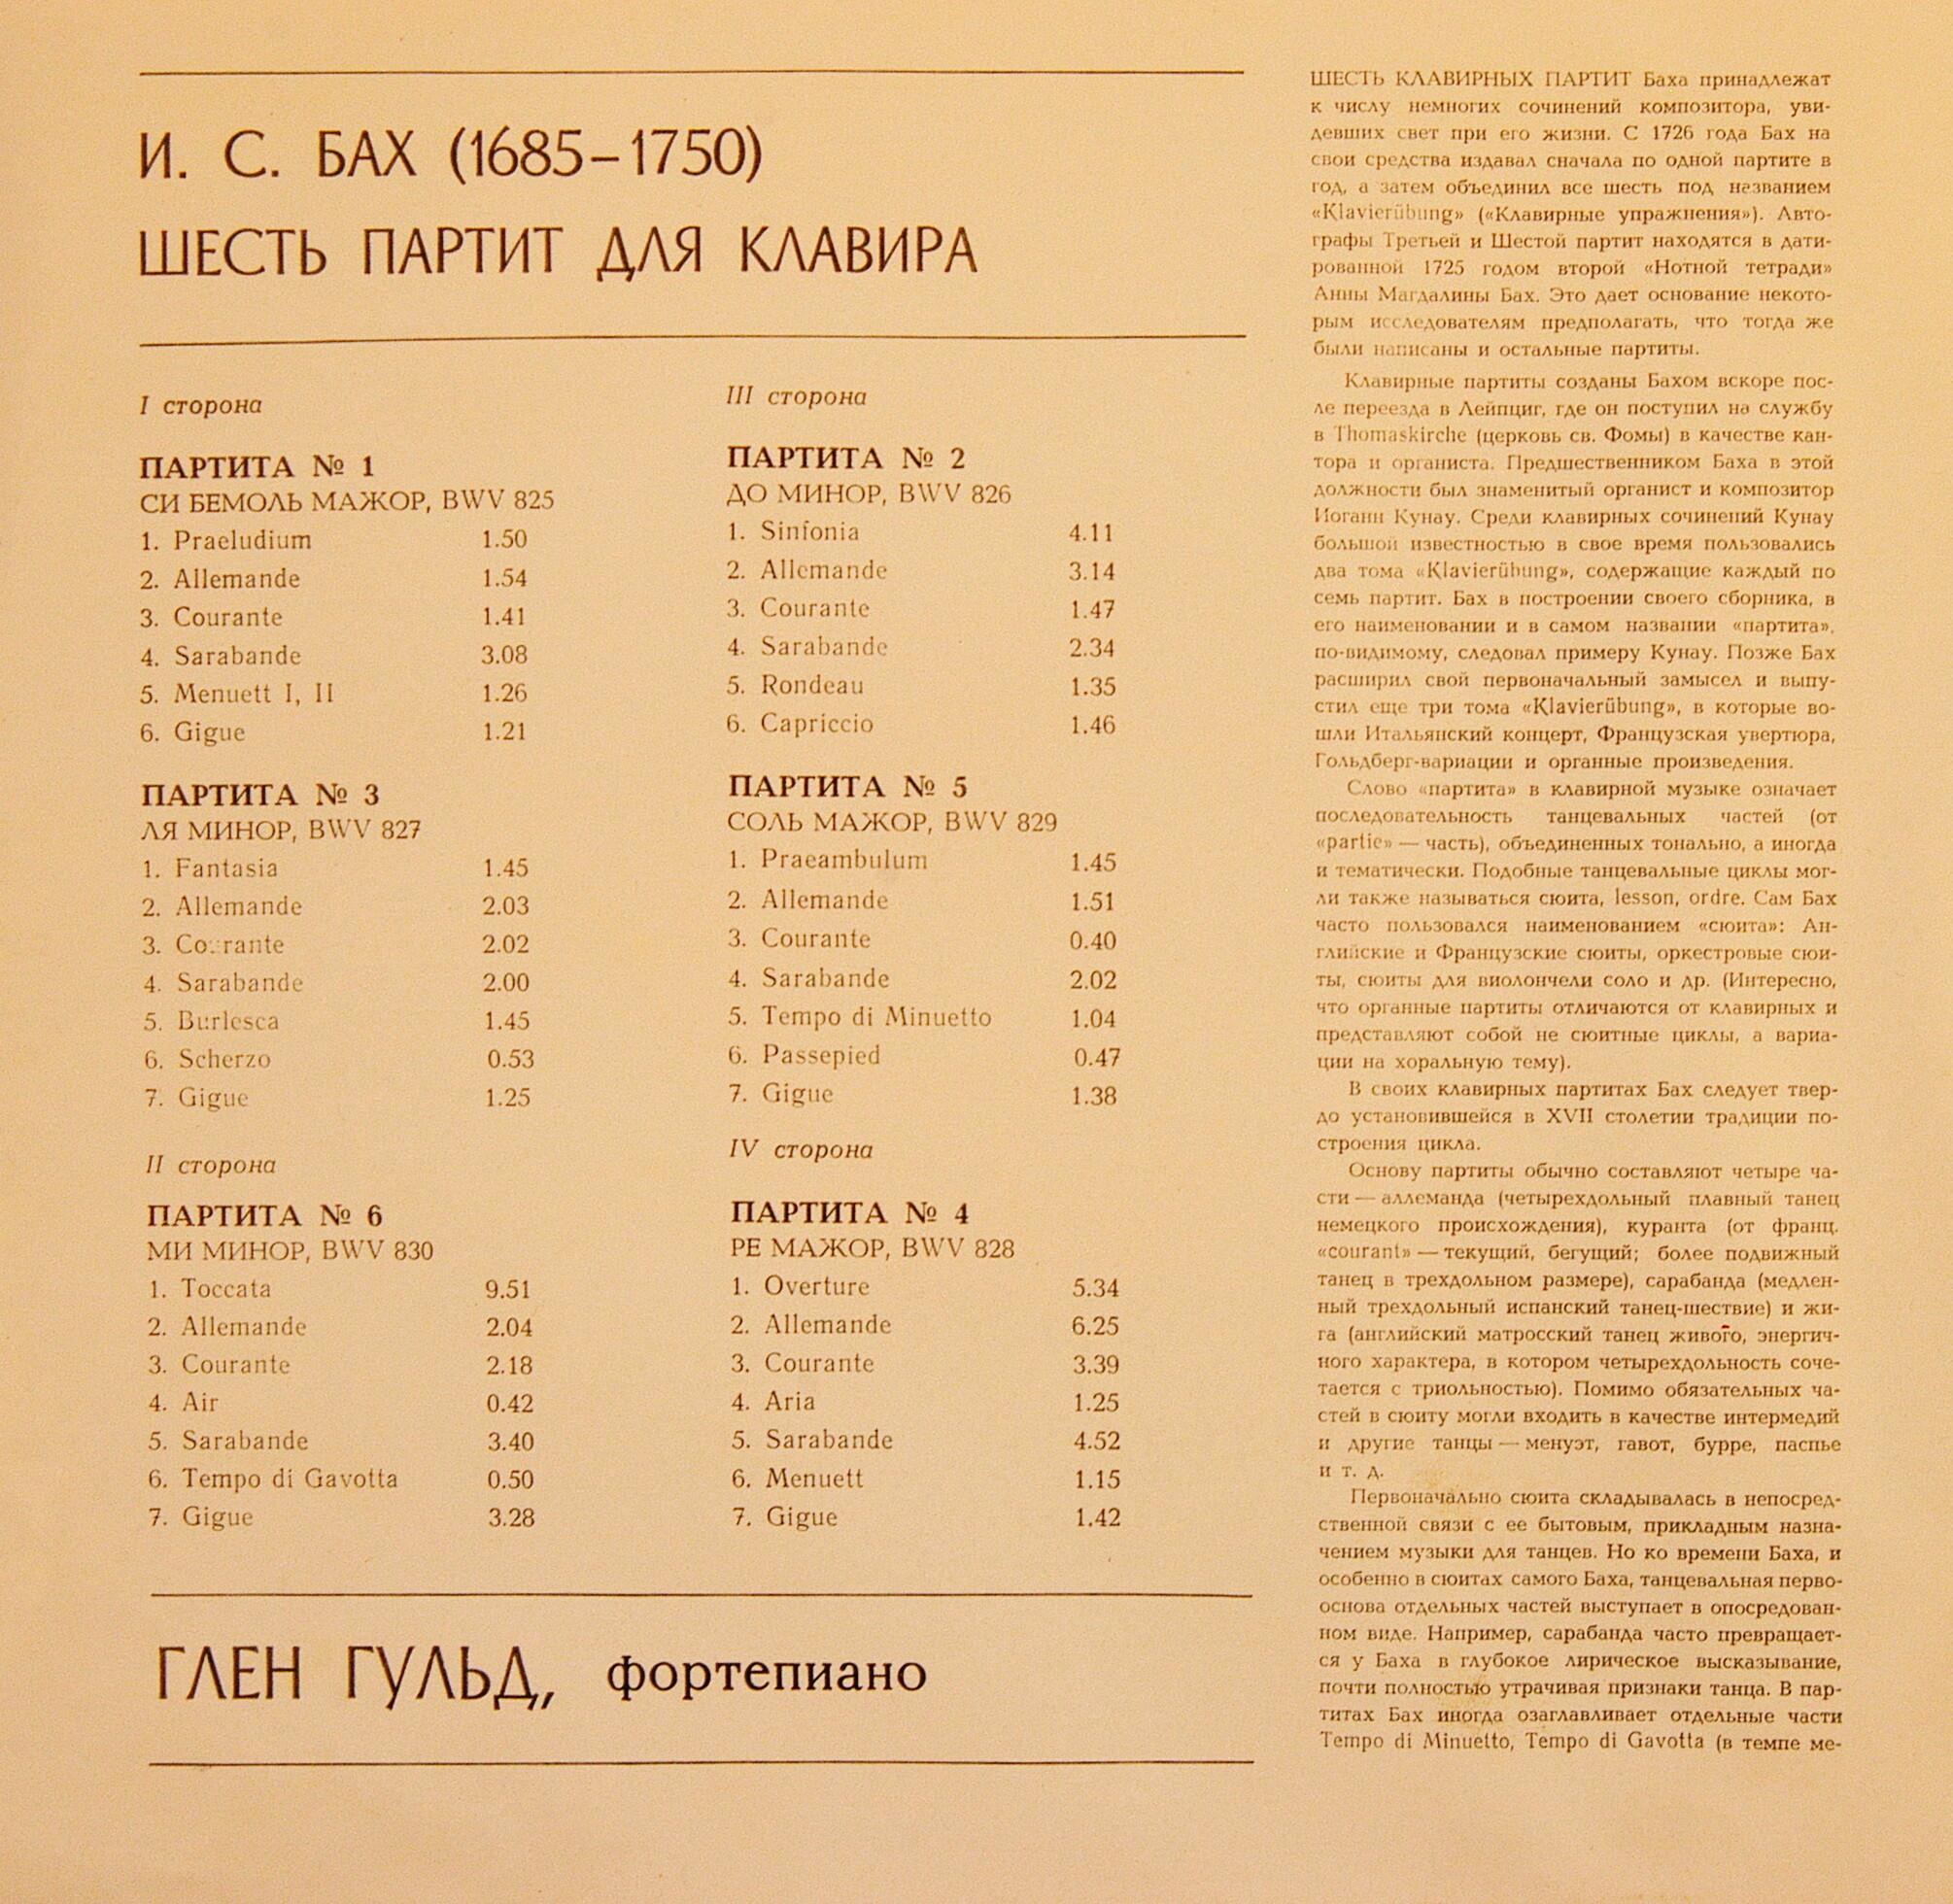 И. С. БАХ (1685–1750)
ШЕСТЬ ПАРТИТ ДЛЯ КЛАВИРА
I сторона
ПАРТИТА № 1
СИ БЕМОЛЬ МАЖОР, BWV 825
1. Praeludium 1.50
2. Allemande 1.54
3. Courante 1.41
4. Sarabande 3.08
5. Menuett I, II 1.26
6. Gigue 1.21
ПАРТИТА № 3
ЛЯ МИНОР, BWV 827
1. Fantasia 1.45
2. Allemande 2.03
3. Courante 2.02
4. Sarabande 2.00
5. Burlesca 1.45
6. Scherzo 0.53
7. Gigue 1.25
II сторона
ПАРТИТА № 6
МИ МИНОР, BWV 830
1. Toccata 9.51
2. Allemande 2.04
3. Courante 2.18
4. Air 0.42
5. Sarabande 3.40
6. Tempo di Gavotta 0.50
7. Gigue 3.28
III сторона
ПАРТИТА № 2
ДО МИНОР, BWV 826
1. Sinfonia 4.11
2. Allemande 3.14
3. Courante 1.47
4. Sarabande 2.34
5. Rondeau 1.35
6. Capriccio 1.46
ПАРТИТА № 5
СОЛЬ МАЖОР, BWV 829
1. Praeambulum 1.45
2. Allemande 1.51
3. Courante 0.40
4. Sarabande 2.02
5. Tempo di Minuetto 1.04
6. Passepied 0.47
7. Gigue 1.38
IV сторона
ПАРТИТА № 4
РЕ МАЖОР, BWV 828
1. Overture 5.34
2. Allemande 6.25
3. Courante 3.39
4. Aria 1.25
5. Sarabande 4.52
6. Menuett 1.15
7. Gigue 1.42
ГЛЕН ГУЛЬД, фортепиано
ШЕСТЬ КЛАВИРНЫХ ПАРТИТ Баха принадлежат
к числу немногих сочинений композитора, уви-
девших свет при его жизни. С 1726 года Бах на
свои средства издавал сначала по одной партите в
год, а затем объединил все шесть под названием
«Klavierübung» («Клавирные упражнения»). Авто-
графы Третьей и Шестой партит находятся в дати-
рованной 1725 годом второй «Нотной тетради»
Анны Магдалины Бах. Это дает основание некото-
рым исследователям предполагать, что тогда же
были написаны и остальные партиты.
Клавирные партиты созданы Бахом вскоре пос-
ле переезда в Лейпциг, где он поступил на службу
в Thomaskirche (церковь св. Фомы) в качестве кан-
тора и органиста. Предшественником Баха в этой
должности был знаменитый органист и композитор
Иоганн Кунау. Среди клавирных сочинений Кунау
большой известностью в свое время пользовались
два тома «Klavierübung», содержащие каждый по
семь партит. Бах в построении своего сборника, в
его наименовании и в самом названии «партита»,
по-видимому, следовал примеру Кунау. Позже Бах
расширил свой первоначальный замысел и выпу-
стил еще три тома «Klavierübung», в которые во-
шли Итальянский концерт, Французская увертюра,
Гольдберг-вариации и органные произведения.
Слово «партита» в клавирной музыке означает
последовательность танцевальных частей (от
«partie» — часть), объединенных тонально, а иногда
и тематически. Подобные танцевальные циклы мог-
ли также называться сюита, lesson, ordre. Сам Бах
часто пользовался наименованием «сюита»: Ан-
глийские и Французские сюиты, оркестровые сюи-
ты, сюиты для виолончели соло и др. (Интересно,
что органные партиты отличаются от клавирных и
представляют собой не сюитные циклы, а вариа-
ции на хоральную тему).
В своих клавирных партитах Бах следует твер-
до установившейся в XVII столетии традиции по-
строения цикла.
Основу партиты обычно составляют четыре ча-
сти — аллеманда (четырехдольный плавный танец
немецкого происхождения), куранта (от франц.
«courant» — текущий, бегущий; более подвижный
танец в трехдольном размере), сарабанда (медлен-
ный трехдольный испанский танец-шествие) и жи-
га (английский матросский танец живого, энергич-
ного характера, в котором четырехдольность соче-
тается с триольностью). Помимо обязательных ча-
стей в сюиту могли входить в качестве интермедий
и другие танцы — менуэт, гавот, бурре, паспье
и т. д.
Первоначально сюита складывалась в непосред-
ственной связи с ее бытовым, прикладным назна-
чением музыки для танцев. Но ко времени Баха, и
особенно в сюитах самого Баха, танцевальная перво-
основа отдельных частей выступает в опосредован-
ном виде. Например, сарабанда часто превращает-
ся у Баха в глубокое лирическое высказывание,
почти полностью утрачивая признаки танца. В пар-
титах Бах иногда озаглавливает отдельные части
Tempo di Minuetto, Tempo di Gavotta (в темпе ме-